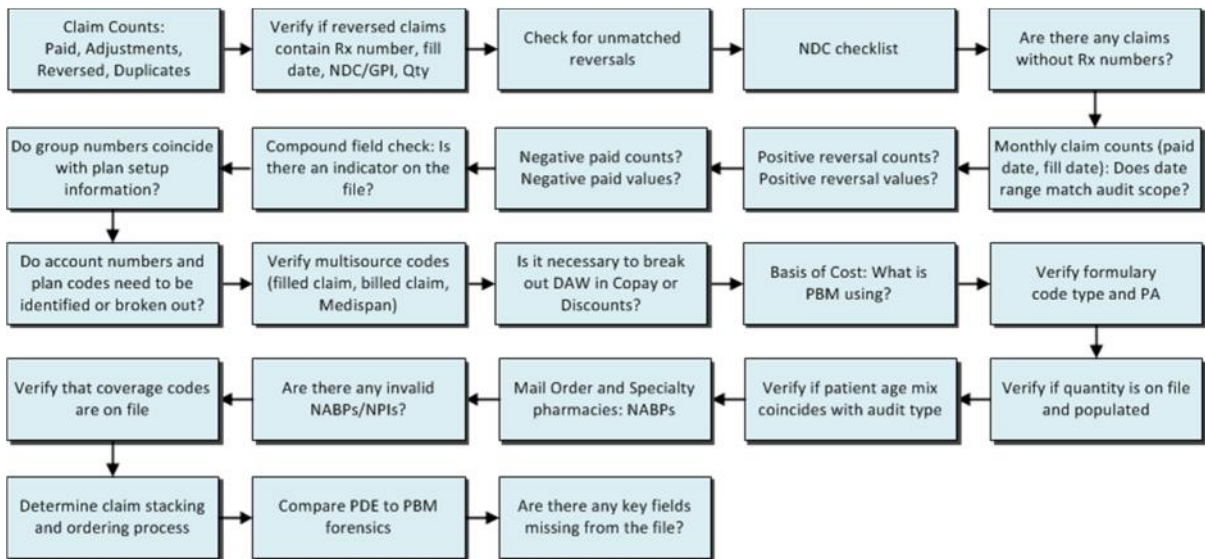 Claim Counts:
Paid, Adjustments,
Reversed, Duplicates
Verify if reversed claims
contain Rx number, fill
date, NDC/GPI, Qty
Check for unmatched
reversals
NDC checklist
Are there any claims
without Rx numbers?
Monthly claim counts (paid
date, fill date): Does date
range match audit scope?
Positive reversal counts?
Positive reversal values?
Negative paid counts?
Negative paid values?
Compound field check: Is
there an indicator on the
file?
Do group numbers coincide
with plan setup
information?
Do account numbers and
plan codes need to be
identified or broken out?
Verify multisource codes
(filled claim, billed claim,
Medispan)
Is it necessary to break
out DAW in Copay or
Discounts?
Basis of Cost: What is
PBM using?
Verify formulary
code type and PA
Verify if quantity is on file
and populated
Verify if patient age mix
coincides with audit type
Mail Order and Specialty
pharmacies: NABPs
Are there any invalid
NABPs/NPIs?
Verify that coverage codes
are on file
Determine claim stacking
and ordering process
Compare PDE to PBM
forensics
Are there any key fields
missing from the file?